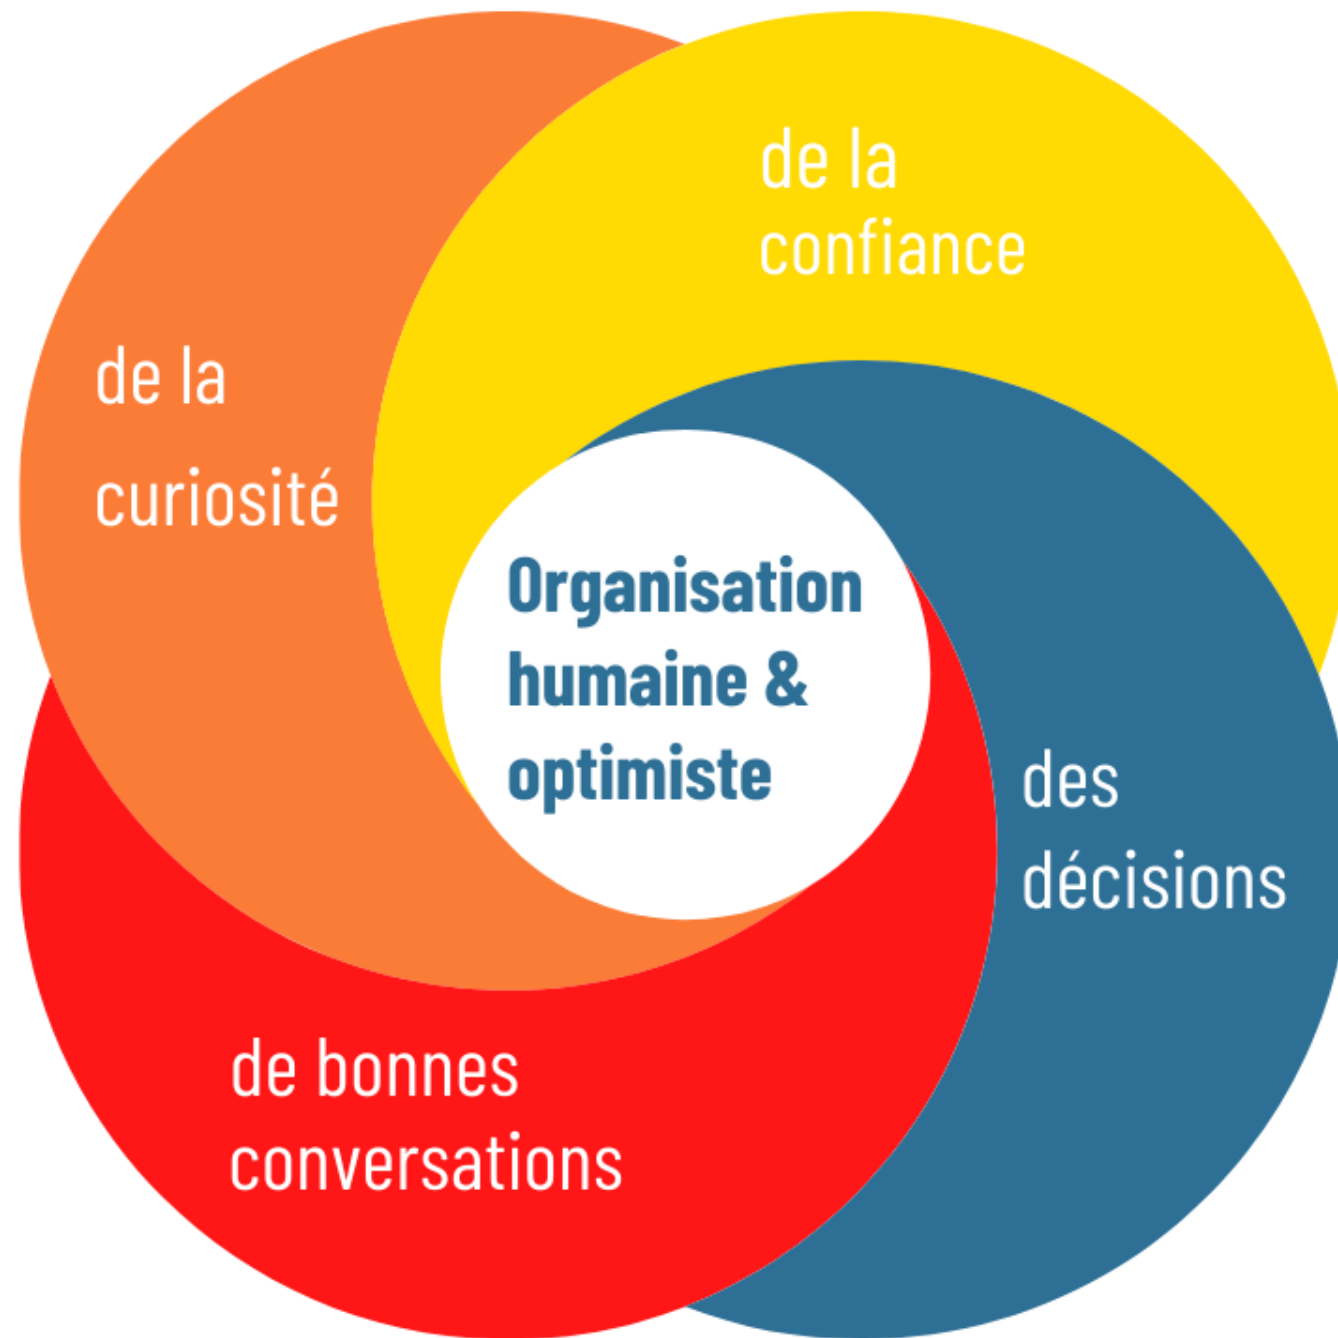 de la
confiance
de la
curiosité
Organisation
humaine &
optimiste
des
décisions
de bonnes
conversations